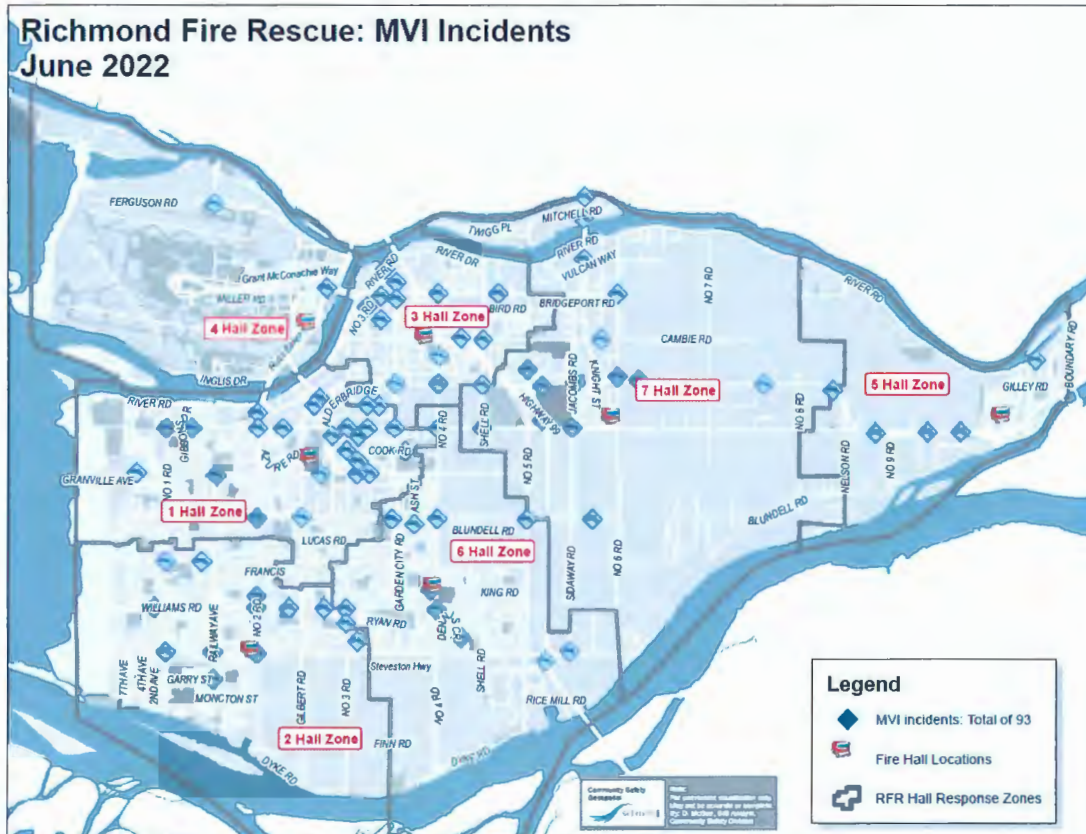 Richmond Fire Rescue: MVI Incidents
June 2022
FERGUSON RD
MITCHELL RD
TWIGG PL
RIVER RD
VULCAN WAY
RIVER DR
RIVER RD
Grant McConachie Way
MILLER RD
NO 3 RD
BIRD RD
BRIDGEPORT RD
NO 7 RD
RIVER RD
BOUNDARY RD
4 Hall Zone
3 Hall Zone
CAMBIE RD
INGLIS DR
RIVER RD
ALDERBRIDGE
JACOMBS RD
KNIGHT ST
7 Hall Zone
5 Hall Zone
GILLEY RD
HIGHWAY 99
SHELL RD
NO 4 RD
COOK RD
NO 1 RD
NO 5 RD
NO 8 RD
NO 9 RD
NELSON RD
GRANVILLE AVE
ASH ST
1 Hall Zone
LUCAS RD
BLUNDELL RD
BLUNDELL RD
6 Hall Zone
GARDEN CITY RD
SIDAWAY RD
NO 6 RD
FRANCIS
KING RD
WILLIAMS RD
NO 2 RD
RYAN RD
RAILWAY AVE
Steveston Hwy
SHELL RD
7TH AVE
4TH AVE
2ND AVE
GARRY ST
MONCTON ST
GILBERT RD
NO 3 RD
NO 4 RD
RICE MILL RD
2 Hall Zone
FINN RD
DYKE RD
DYKE RD
Legend
MVI incidents: Total of 93
Fire Hall Locations
RFR Hall Response Zones
Community Safety
Note:
Community Safety Division